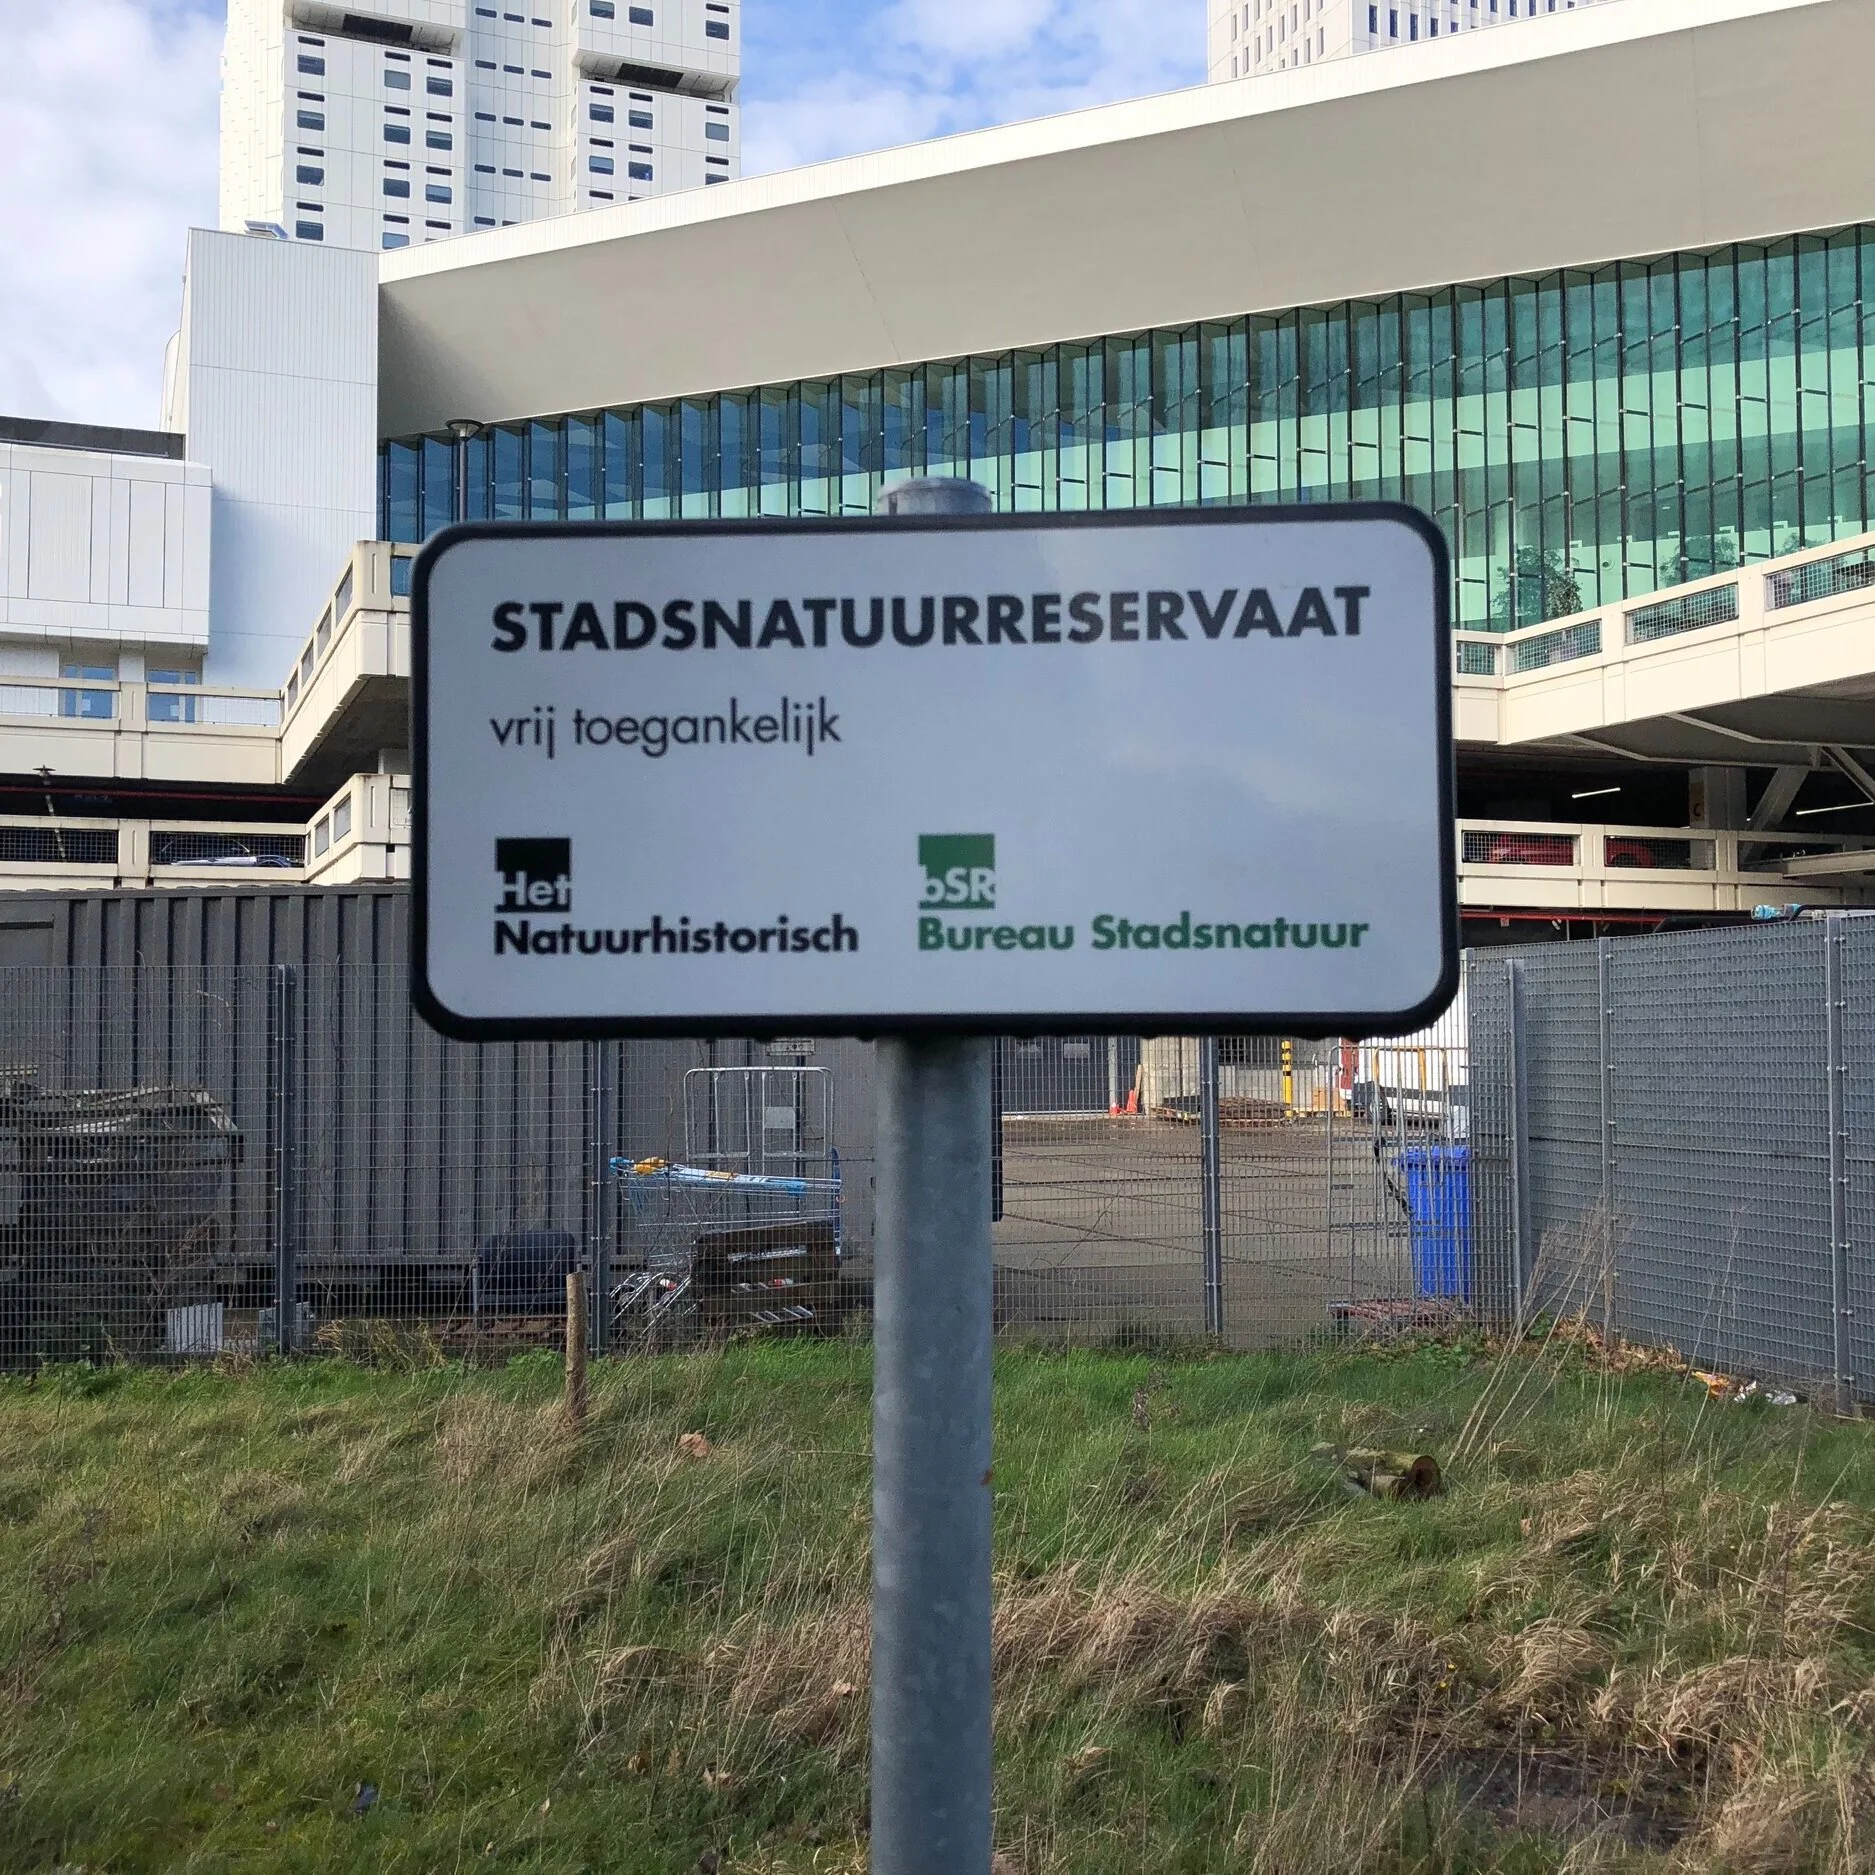 STADSNATUURRESERVAAT
vrij toegankelijk
Het
Natuurhistorisch
bSR
Bureau Stadsnatuur